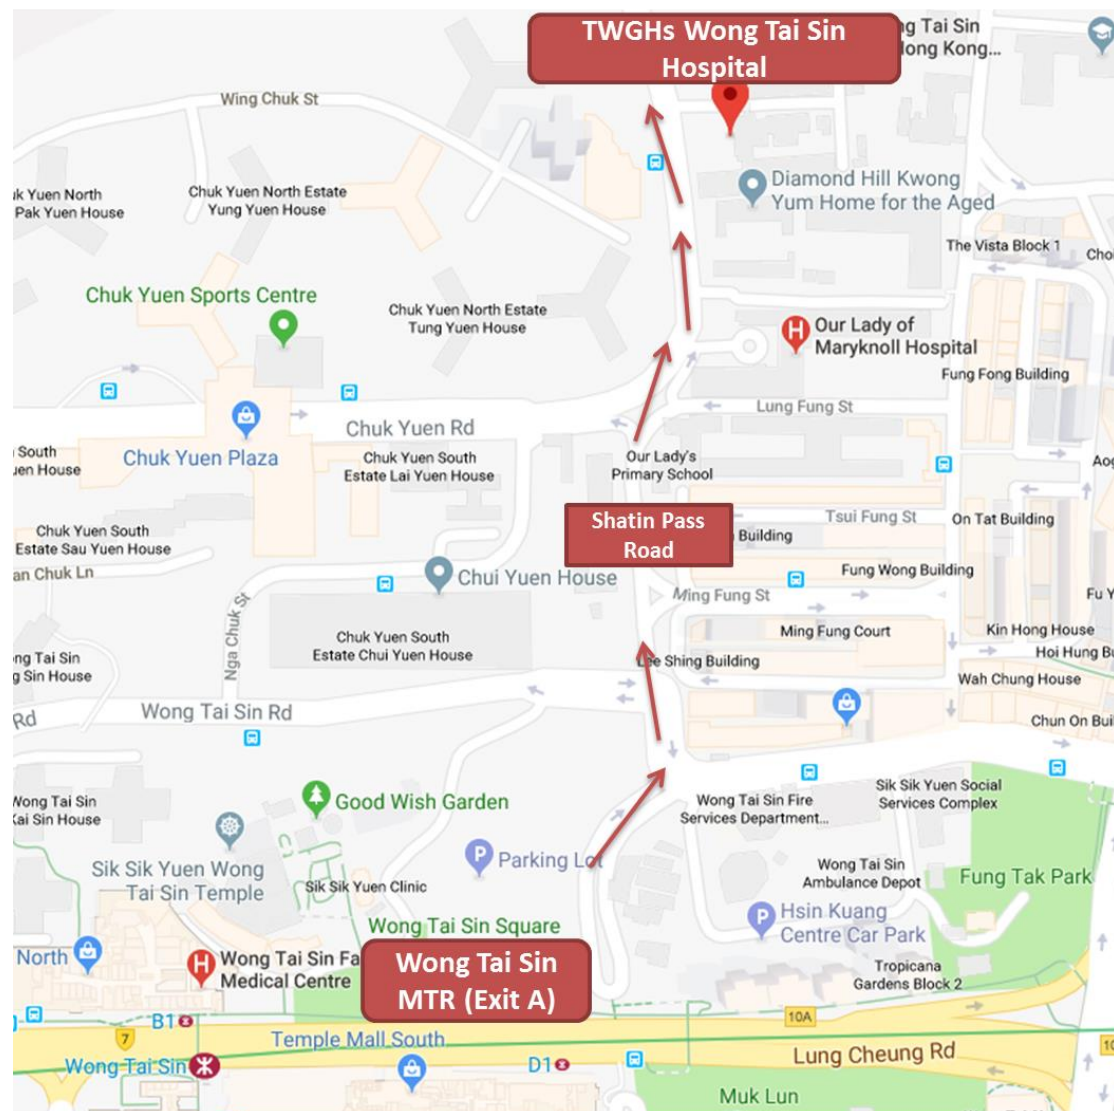 TWGHs Wong Tai Sin
Hospital
ng Tai Sin
Hong Kong...
Wing Chuk St
Diamond Hill Kwong
Yum Home for the Aged
uk Yuen North
Pak Yuen House
Chuk Yuen North Estate
Yung Yuen House
The Vista Block 1
Chuk Yuen Sports Centre
Chuk Yuen North Estate
Tung Yuen House
H
Our Lady of
Maryknoll Hospital
Fung Fong Building
Lung Fung St
Chuk Yuen Rd
South
uen House
Chuk Yuen Plaza
Chuk Yuen South
Estate Lai Yuen House
Our Lady's
Primary School
Shatin Pass
Road
Tsui Fung St
On Tat Building
Building
Chuk Yuen South
Estate Sau Yuen House
an Chuk Ln
Chui Yuen House
Fung Wong Building
Ming Fung St
Fu Y
Nga Chuk St
Chuk Yuen South
Estate Chui Yuen House
Ming Fung Court
Kin Hong House
Hoi Hung Bu
Lee Shing Building
ng Tai Sin
g Sin House
Wah Chung House
Rd
Wong Tai Sin Rd
Chun On Buil
Wong Tai Sin
Kai Sin House
Good Wish Garden
Wong Tai Sin Fire
Services Department...
Sik Sik Yuen Social
Services Complex
Sik Sik Yuen Wong
Tai Sin Temple
P
Parking Lot
Sik Sik Yuen Clinic
Wong Tai Sin
Ambulance Depot
Fung Tak Park
Wong Tai Sin Square
P
Hsin Kuang
Centre Car Park
North
H
Wong Tai Sin Fa
Medical Centre
Wong Tai Sin
MTR (Exit A)
Tropicana
Gardens Block 2
B1
7
10A
10
Temple Mall South
Wong Tai Sin
D1
Lung Cheung Rd
Muk Lun